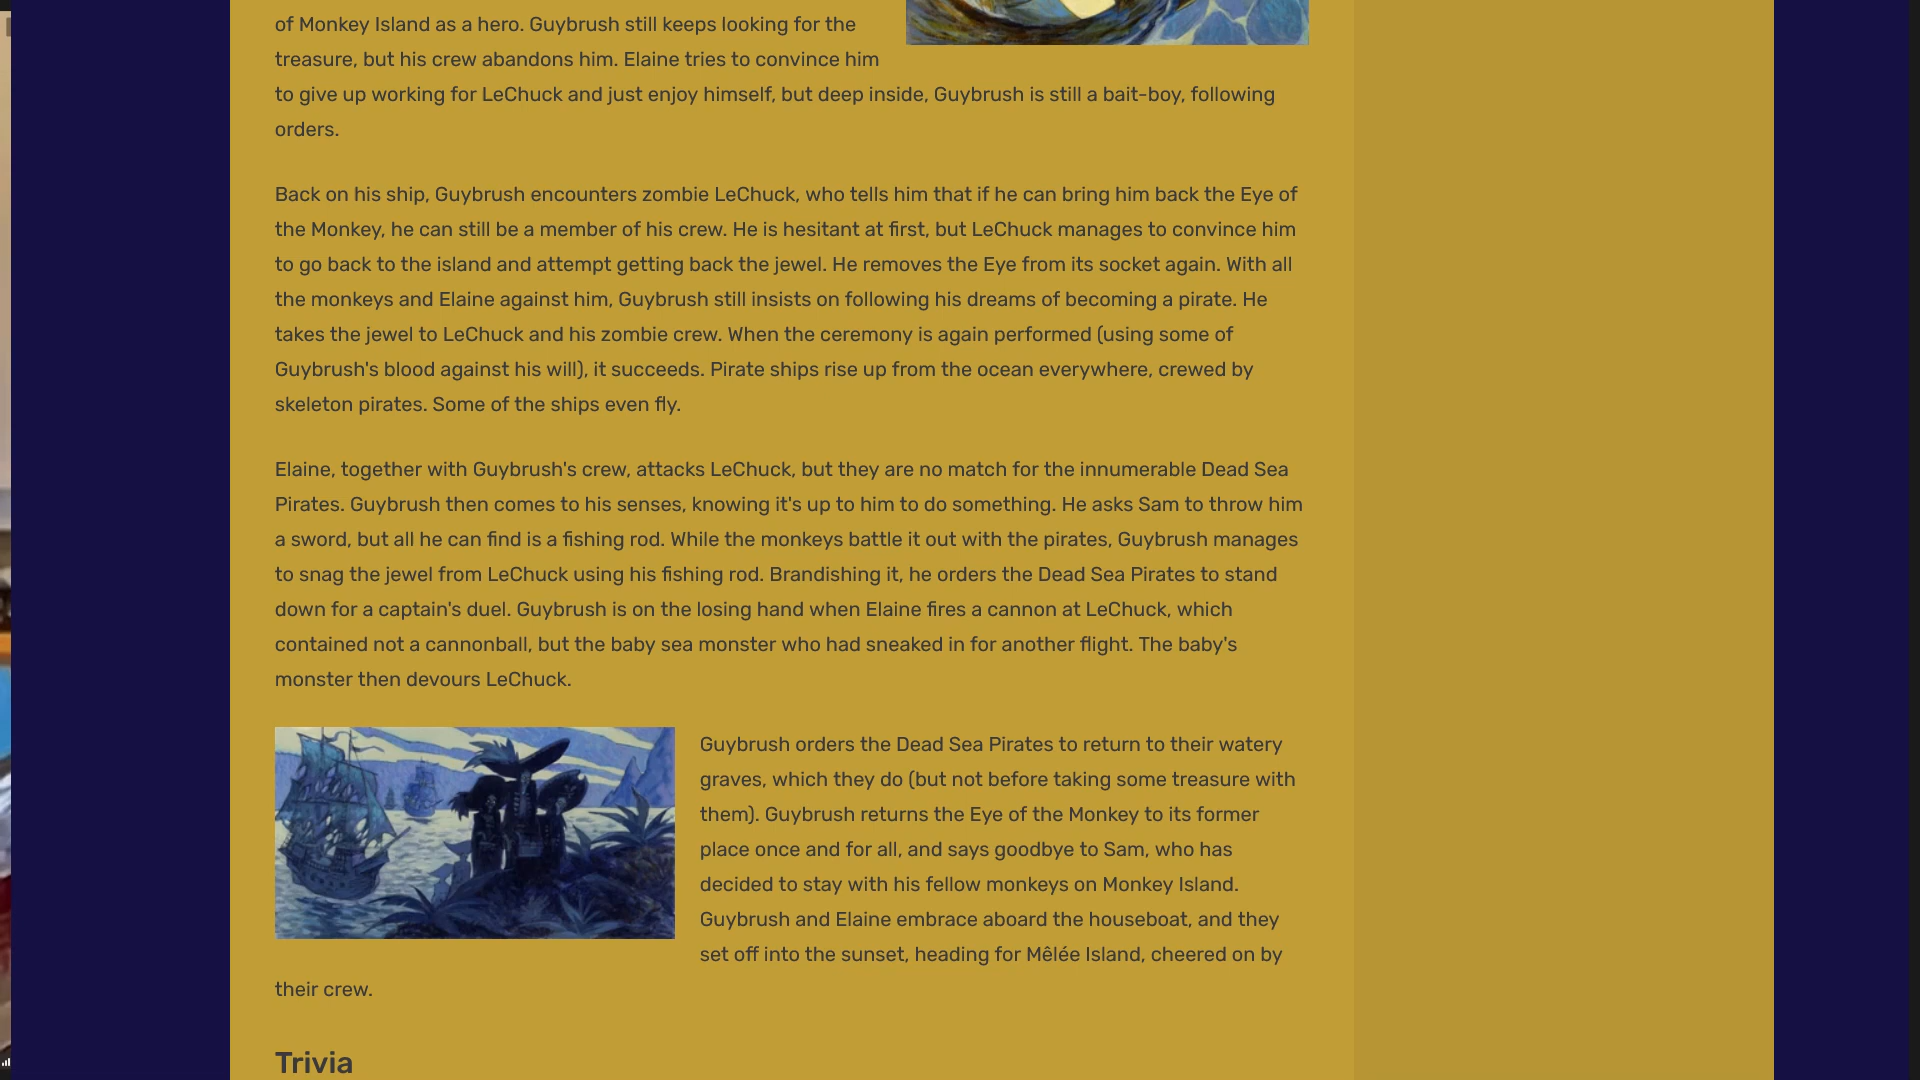 of Monkey Island as a hero. Guybrush still keeps looking for the
treasure, but his crew abandons him. Elaine tries to convince him
to give up working for LeChuck and just enjoy himself, but deep inside, Guybrush is still a bait-boy, following
orders.
Back on his ship, Guybrush encounters zombie LeChuck, who tells him that if he can bring him back the Eye of
the Monkey, he can still be a member of his crew. He is hesitant at first, but LeChuck manages to convince him
to go back to the island and attempt getting back the jewel. He removes the Eye from its socket again. With all
the monkeys and Elaine against him, Guybrush still insists on following his dreams of becoming a pirate. He
takes the jewel to LeChuck and his zombie crew. When the ceremony is again performed (using some of
Guybrush's blood against his will), it succeeds. Pirate ships rise up from the ocean everywhere, crewed by
skeleton pirates. Some of the ships even fly.
Elaine, together with Guybrush's crew, attacks LeChuck, but they are no match for the innumerable Dead Sea
Pirates. Guybrush then comes to his senses, knowing it's up to him to do something. He asks Sam to throw him
a sword, but all he can find is a fishing rod. While the monkeys battle it out with the pirates, Guybrush manages
to snag the jewel from LeChuck using his fishing rod. Brandishing it, he orders the Dead Sea Pirates to stand
down for a captain's duel. Guybrush is on the losing hand when Elaine fires a cannon at LeChuck, which
contained not a cannonball, but the baby sea monster who had sneaked in for another flight. The baby's
monster then devours LeChuck.
Guybrush orders the Dead Sea Pirates to return to their watery
graves, which they do (but not before taking some treasure with
them). Guybrush returns the Eye of the Monkey to its former
place once and for all, and says goodbye to Sam, who has
decided to stay with his fellow monkeys on Monkey Island.
Guybrush and Elaine embrace aboard the houseboat, and they
set off into the sunset, heading for Mêlée Island, cheered on by
their crew.
Trivia